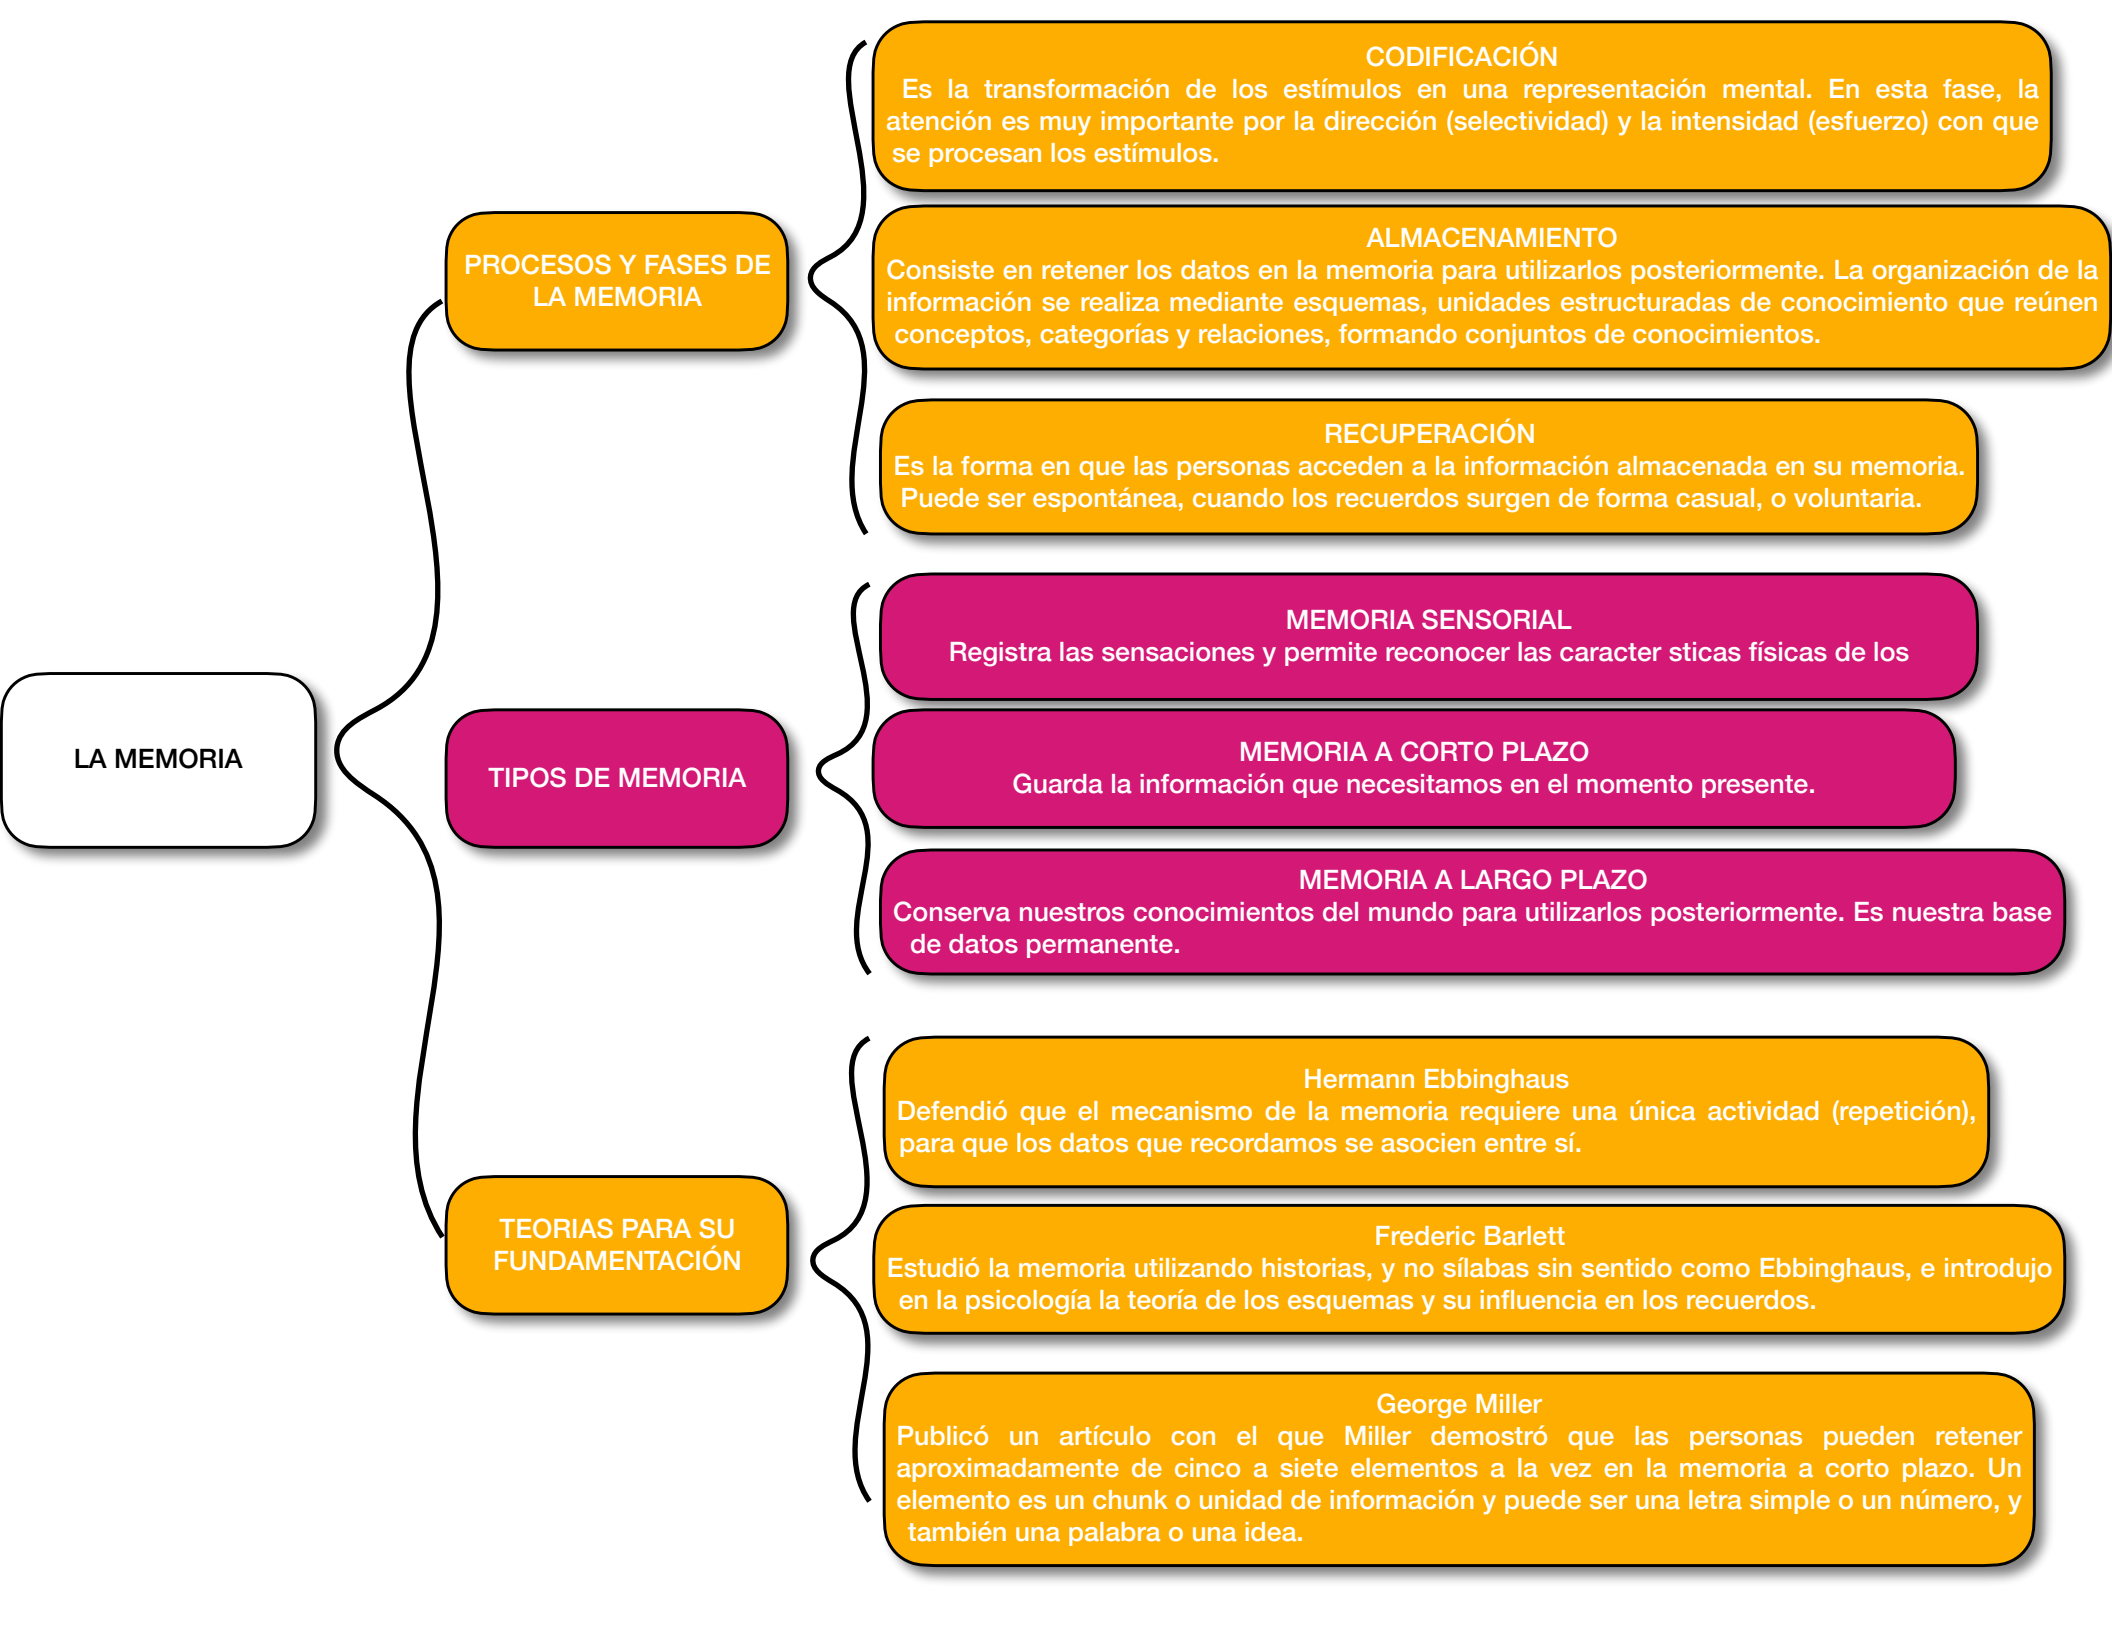 LA MEMORIA
PROCESOS Y FASES DE
LA MEMORIA
CODIFICACIÓN
Es la transformación de los estímulos en una representación mental. En esta fase, la
atención es muy importante por la dirección (selectividad) y la intensidad (esfuerzo) con que
se procesan los estímulos.
ALMACENAMIENTO
Consiste en retener los datos en la memoria para utilizarlos posteriormente. La organización de la
información se realiza mediante esquemas, unidades estructuradas de conocimiento que reúnen
conceptos, categorías y relaciones, formando conjuntos de conocimientos.
RECUPERACIÓN
Es la forma en que las personas acceden a la información almacenada en su memoria.
Puede ser espontánea, cuando los recuerdos surgen de forma casual, o voluntaria.
TIPOS DE MEMORIA
MEMORIA SENSORIAL
Registra las sensaciones y permite reconocer las caracter sticas físicas de los
MEMORIA A CORTO PLAZO
Guarda la información que necesitamos en el momento presente.
MEMORIA A LARGO PLAZO
Conserva nuestros conocimientos del mundo para utilizarlos posteriormente. Es nuestra base
de datos permanente.
TEORIAS PARA SU
FUNDAMENTACIÓN
Hermann Ebbinghaus
Defendió que el mecanismo de la memoria requiere una única actividad (repetición),
para que los datos que recordamos se asocien entre sí.
Frederic Barlett
Estudió la memoria utilizando historias, y no sílabas sin sentido como Ebbinghaus, e introdujo
en la psicología la teoría de los esquemas y su influencia en los recuerdos.
George Miller
Publicó un artículo con el que Miller demostró que las personas pueden retener
aproximadamente de cinco a siete elementos a la vez en la memoria a corto plazo. Un
elemento es un chunk o unidad de información y puede ser una letra simple o un número, y
también una palabra o una idea.